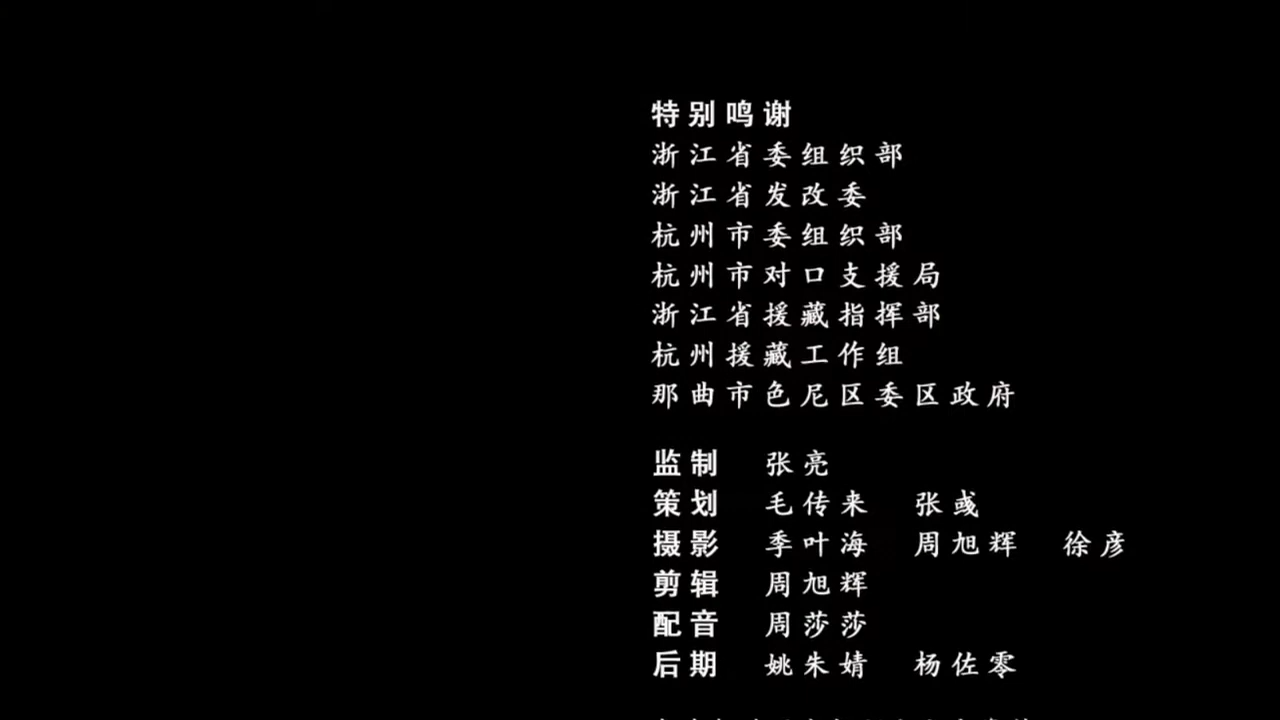 特别鸣谢
浙江省委组织部
浙江省发改委
杭州市委组织部
杭州市对口支援局
浙江省援藏指挥部
杭州援藏工作组
那曲市色尼区委区政府
监制 张亮
策划 毛传来 张彧
摄影 季叶海 周旭辉 徐彦
剪辑 周旭辉
配音 周莎莎
后期 姚朱婧 杨佐零